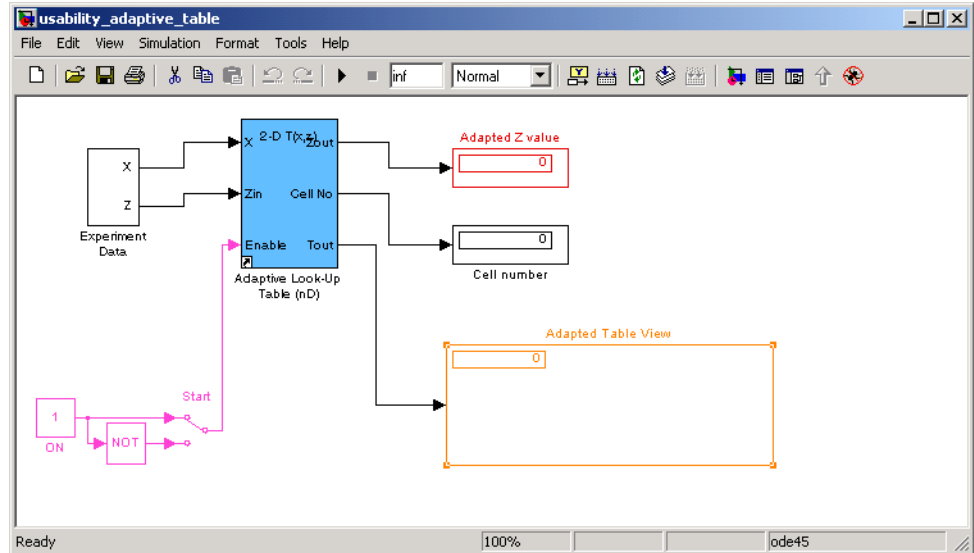 usability_adaptive_table
File Edit View Simulation Format Tools Help
inf Normal
Adapted Z value
0
X
Z
Experiment
Data
2-D T(x,z)
X Zout
Zin Cell No
Enable Tout
Adaptive Look-Up
Table (nD)
0
Cell number
Adapted Table View
0
Start
1
ON
NOT
Ready 100% ode45